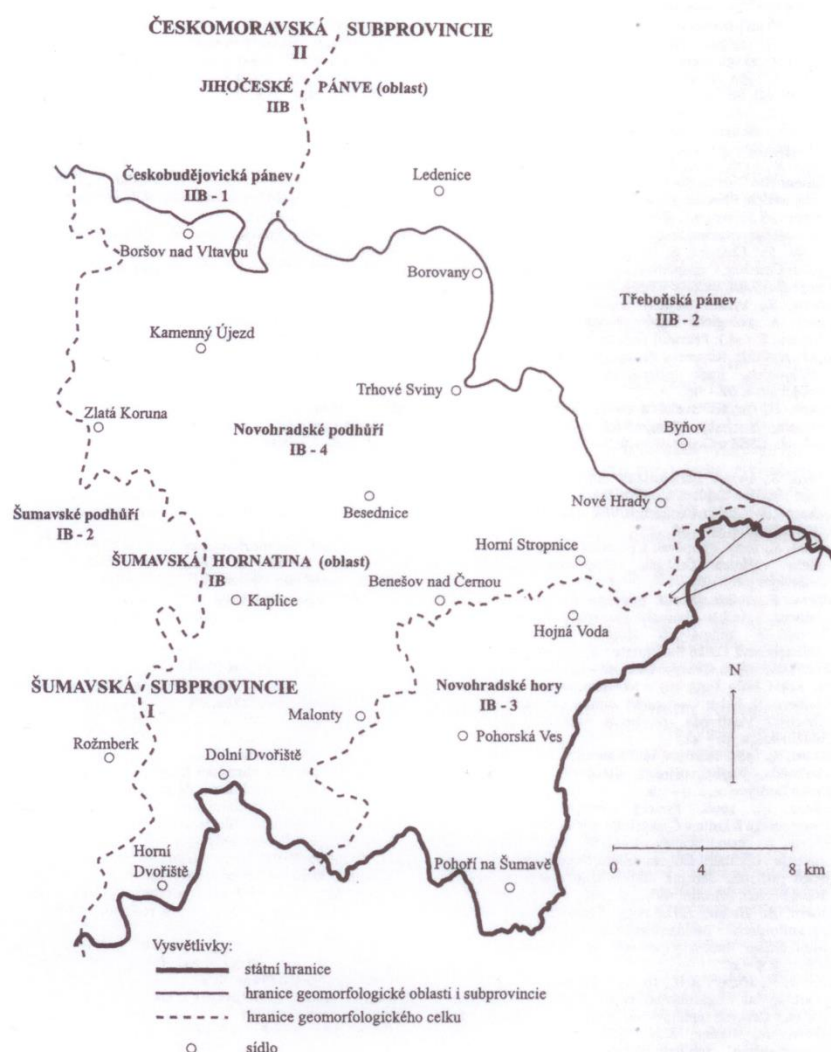 ČESKOMORAVSKÁ SUBPROVINCIE
II
JIHOČESKÉ PÁNVE (oblast)
IIB
Českobudějovická pánev
IIB - 1
Ledenice
Boršov nad Vltavou
Borovany
Třeboňská pánev
IIB - 2
Kamenný Újezd
Trhové Sviny
Zlatá Koruna
Novohradské podhůří
IB - 4
Byňov
Besednice
Nové Hrady
Šumavské podhůří
IB - 2
Horní Stropnice
ŠUMAVSKÁ HORNATINA (oblast)
IB
Benešov nad Černou
Kaplice
Hojná Voda
N
ŠUMAVSKÁ SUBPROVINCIE
I
Novohradské hory
IB - 3
Malonty
Pohorská Ves
Rožmberk
Dolní Dvořiště
Horní
Dvořiště
Pohoří na Šumavě
0 4 8 km
Vysvětlivky:
státní hranice
hranice geomorfologické oblasti i subprovincie
hranice geomorfologického celku
sídlo